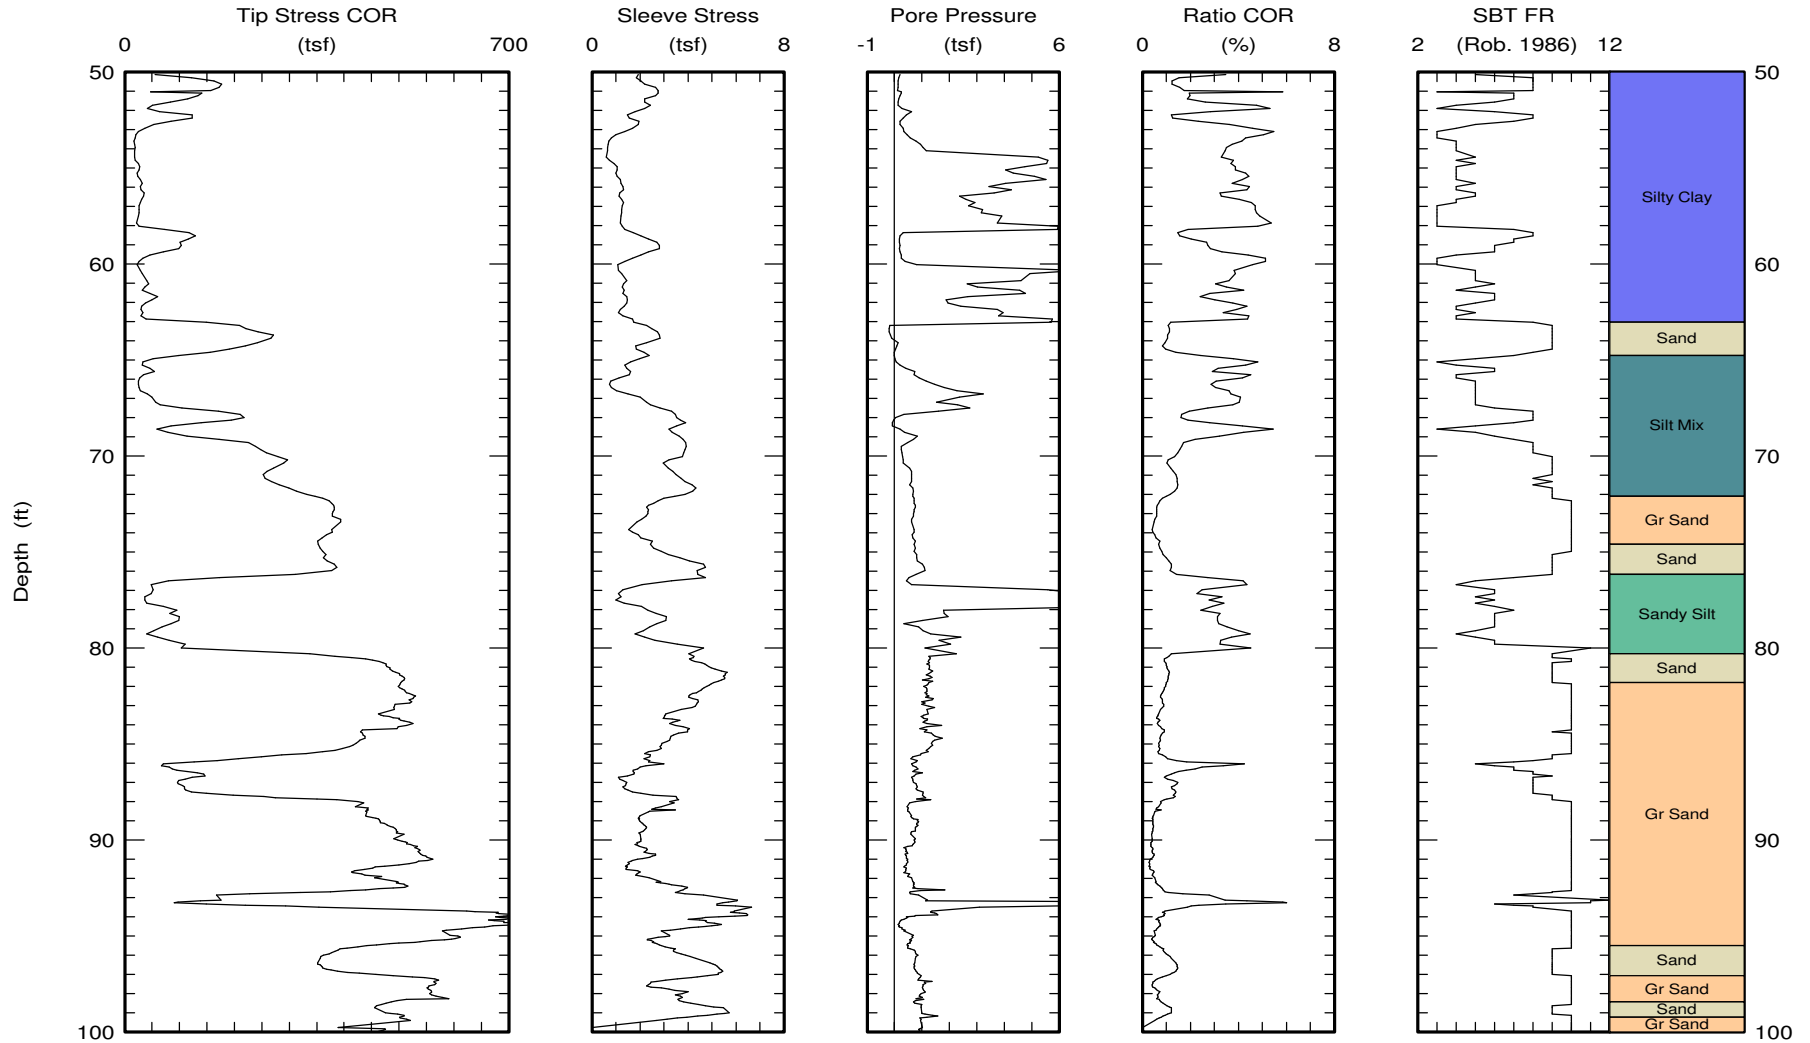 Tip Stress COR Sleeve Stress Pore Pressure Ratio COR SBT FR
0 (tsf) 700 0 (tsf) 8 -1 (tsf) 6 0 (%) 8 2 (Rob. 1986) 12
50 50
Silty Clay
60 60
Sand
Silt Mix
70 70
Gr Sand
Depth (ft)
Sand
Sandy Silt
80 80
Sand
Gr Sand
90 90
Sand
Gr Sand
Sand
Gr Sand
100 100